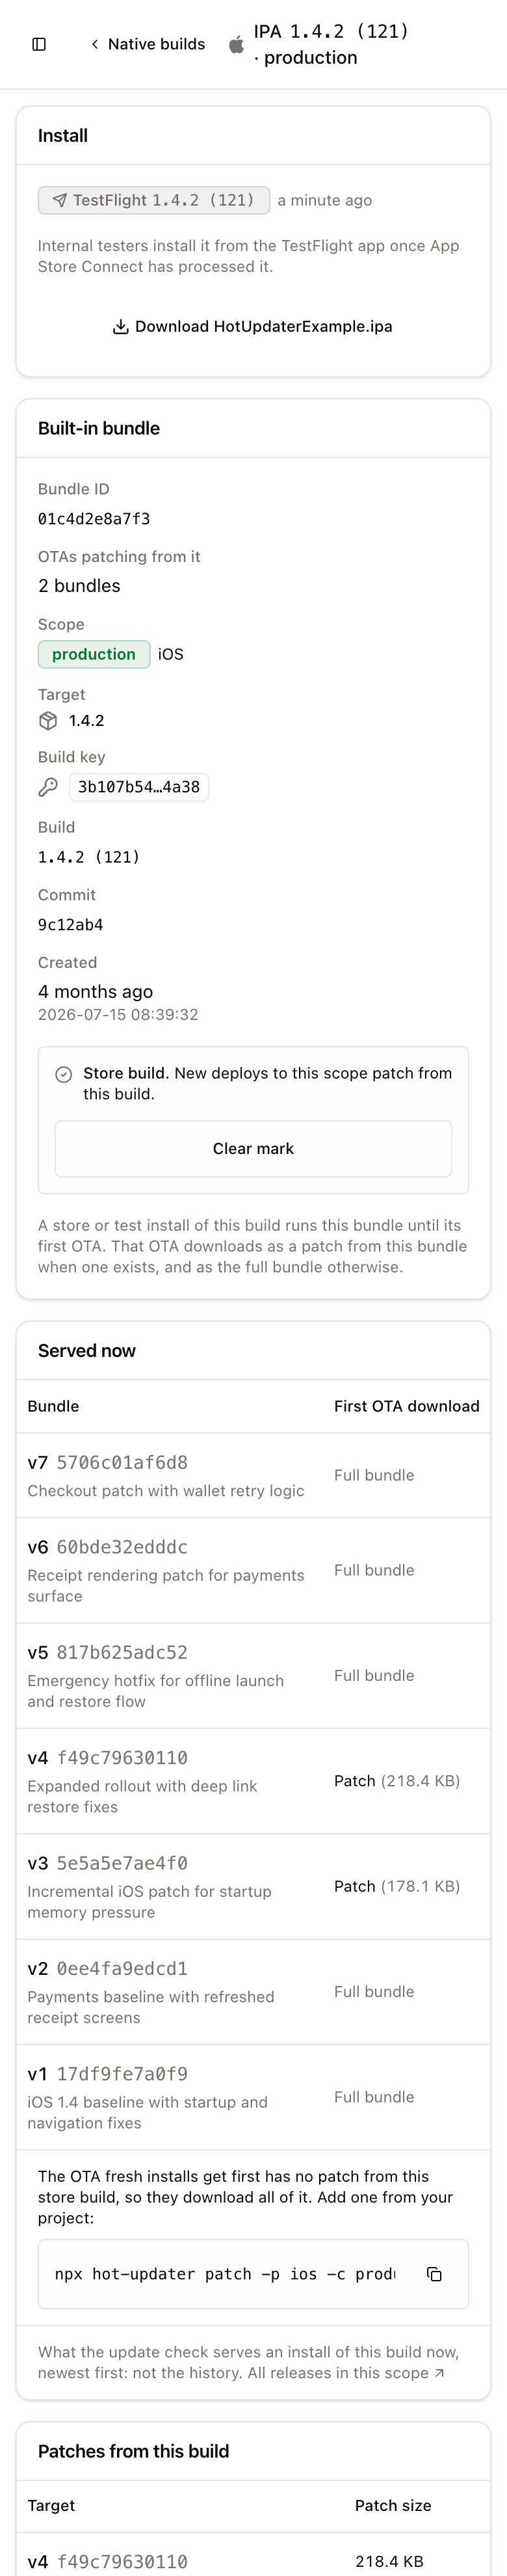 Native builds
IPA 1.4.2 (121)
· production
Install
TestFlight 1.4.2 (121) a minute ago
Internal testers install it from the TestFlight app once App
Store Connect has processed it.
Download HotUpdaterExample.ipa
Built-in bundle
Bundle ID
01c4d2e8a7f3
OTAs patching from it
2 bundles
Scope
production iOS
Target
1.4.2
Build key
3b107b54…4a38
Build
1.4.2 (121)
Commit
9c12ab4
Created
4 months ago
2026-07-15 08:39:32
Store build. New deploys to this scope patch from
this build.
Clear mark
A store or test install of this build runs this bundle until its
first OTA. That OTA downloads as a patch from this bundle
when one exists, and as the full bundle otherwise.
Served now
Bundle First OTA download
v7 5706c01af6d8
Checkout patch with wallet retry logic
Full bundle
v6 60bde32edddc
Receipt rendering patch for payments
surface
Full bundle
v5 817b625adc52
Emergency hotfix for offline launch
and restore flow
Full bundle
v4 f49c79630110
Expanded rollout with deep link
restore fixes
Patch (218.4 KB)
v3 5e5a5e7ae4f0
Incremental iOS patch for startup
memory pressure
Patch (178.1 KB)
v2 0ee4fa9edcd1
Payments baseline with refreshed
receipt screens
Full bundle
v1 17df9fe7a0f9
iOS 1.4 baseline with startup and
navigation fixes
Full bundle
The OTA fresh installs get first has no patch from this
store build, so they download all of it. Add one from your
project:
npx hot-updater patch -p ios -c prod
What the update check serves an install of this build now,
newest first: not the history. All releases in this scope ↗
Patches from this build
Target Patch size
v4 f49c79630110 218.4 KB